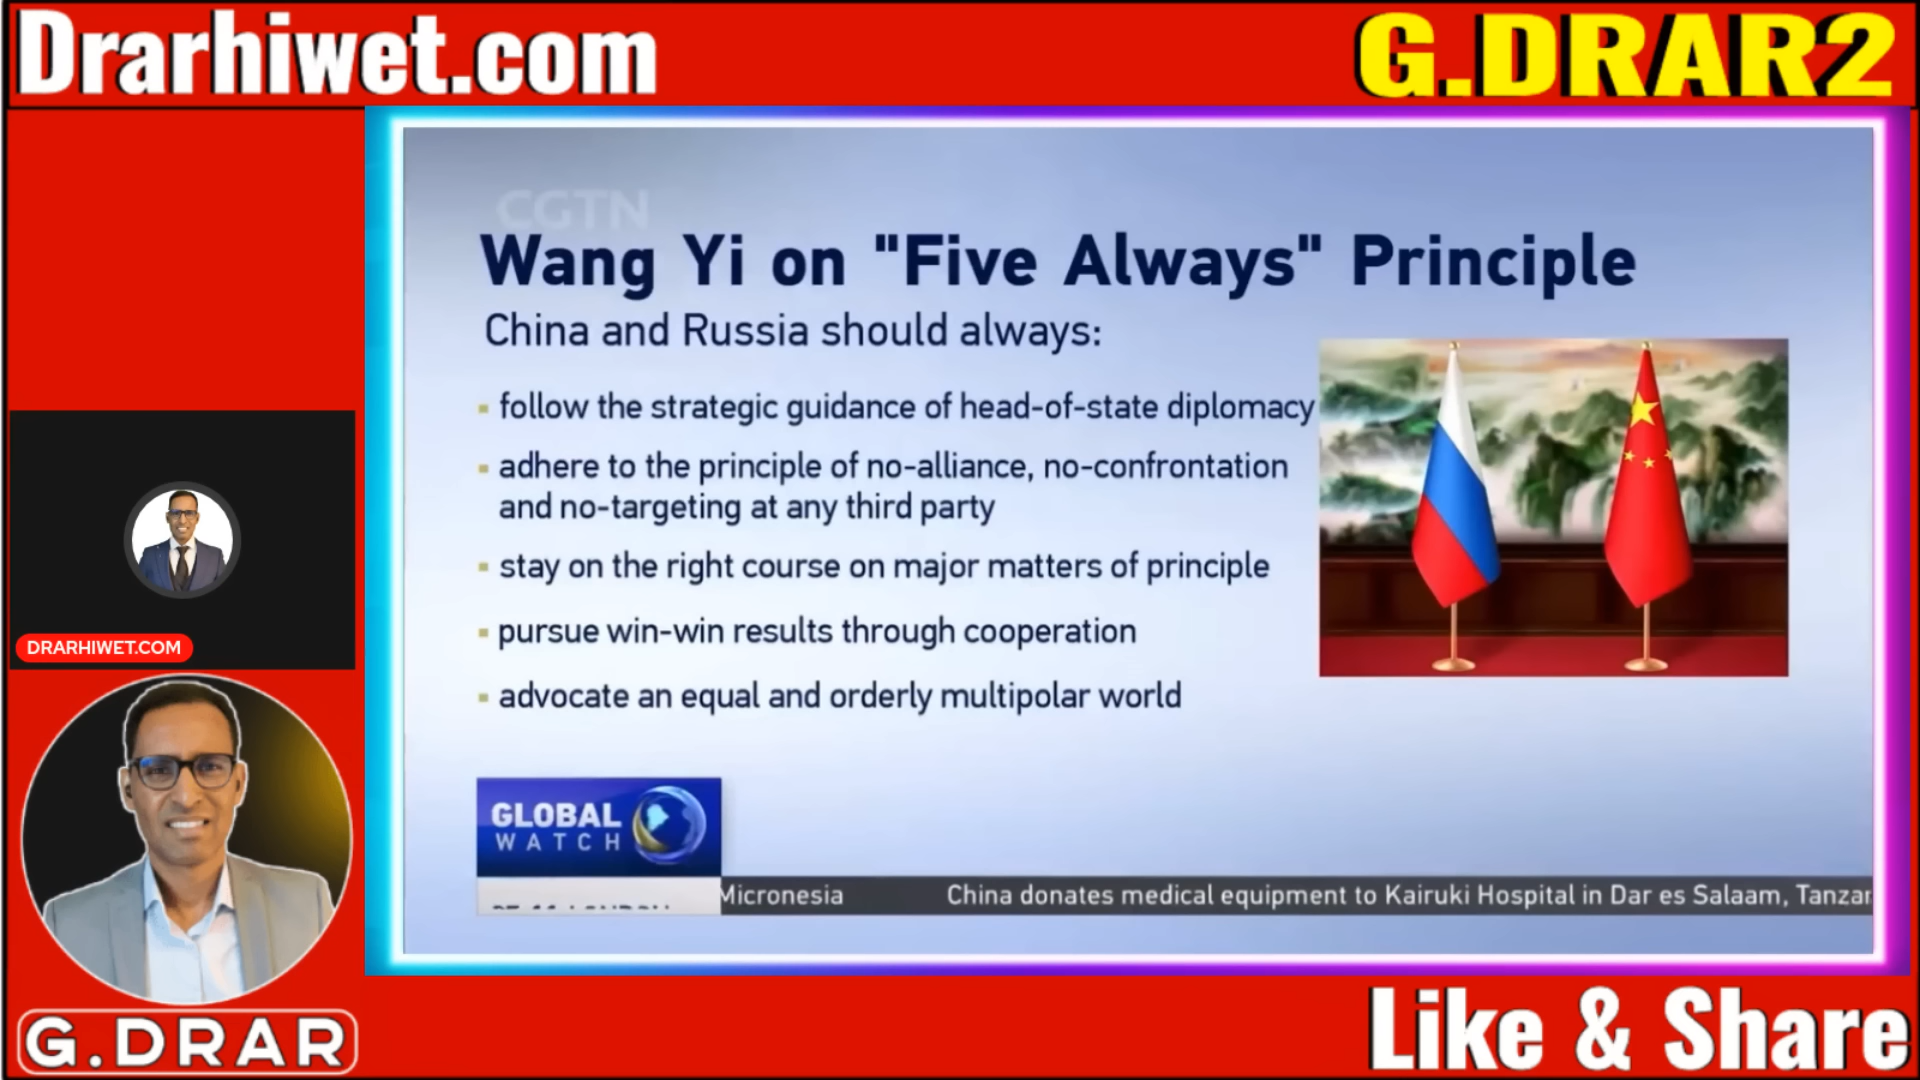 Drarhiwet.com
G.DRAR2
CGTN
Wang Yi on "Five Always" Principle
China and Russia should always:
follow the strategic guidance of head-of-state diplomacy
adhere to the principle of no-alliance, no-confrontation
and no-targeting at any third party
stay on the right course on major matters of principle
pursue win-win results through cooperation
advocate an equal and orderly multipolar world
DRARHIWET.COM
GLOBAL
WATCH
Micronesia China donates medical equipment to Kairuki Hospital in Dar es Salaam,
G.DRAR
Like & Share